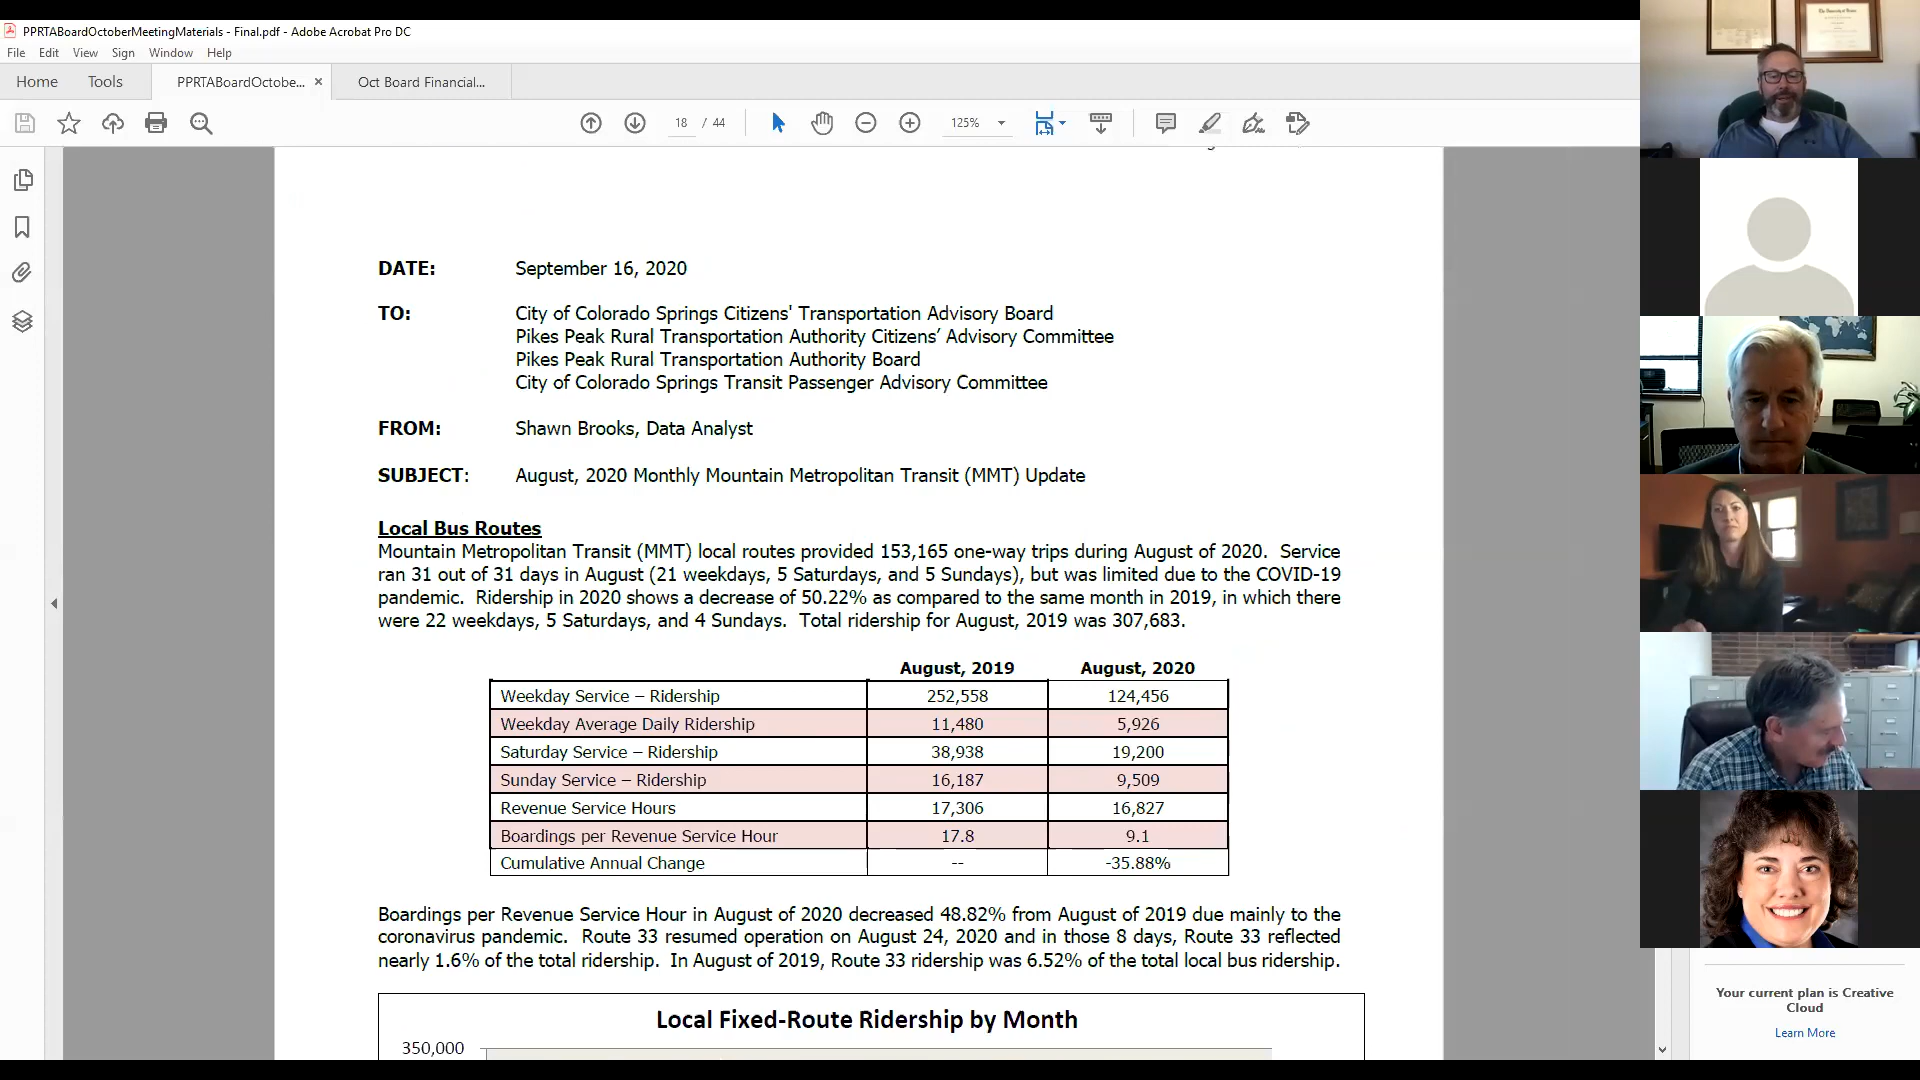 PPRTABoardOctoberMeetingMaterials - Final.pdf - Adobe Acrobat Pro DC
File Edit View Sign Window Help
Home Tools PPRTABoardOctobe... × Oct Board Financial...
18 / 44 125%
DATE: September 16, 2020
TO: City of Colorado Springs Citizens' Transportation Advisory Board
Pikes Peak Rural Transportation Authority Citizens’ Advisory Committee
Pikes Peak Rural Transportation Authority Board
City of Colorado Springs Transit Passenger Advisory Committee
FROM: Shawn Brooks, Data Analyst
SUBJECT: August, 2020 Monthly Mountain Metropolitan Transit (MMT) Update
Local Bus Routes
Mountain Metropolitan Transit (MMT) local routes provided 153,165 one-way trips during August of 2020. Service
ran 31 out of 31 days in August (21 weekdays, 5 Saturdays, and 5 Sundays), but was limited due to the COVID-19
pandemic. Ridership in 2020 shows a decrease of 50.22% as compared to the same month in 2019, in which there
were 22 weekdays, 5 Saturdays, and 4 Sundays. Total ridership for August, 2019 was 307,683.
August, 2019 August, 2020
Weekday Service – Ridership 252,558 124,456
Weekday Average Daily Ridership 11,480 5,926
Saturday Service – Ridership 38,938 19,200
Sunday Service – Ridership 16,187 9,509
Revenue Service Hours 17,306 16,827
Boardings per Revenue Service Hour 17.8 9.1
Cumulative Annual Change -- -35.88%
Boardings per Revenue Service Hour in August of 2020 decreased 48.82% from August of 2019 due mainly to the
coronavirus pandemic. Route 33 resumed operation on August 24, 2020 and in those 8 days, Route 33 reflected
nearly 1.6% of the total ridership. In August of 2019, Route 33 ridership was 6.52% of the total local bus ridership.
Local Fixed-Route Ridership by Month
350,000
Your current plan is Creative
Cloud
Learn More